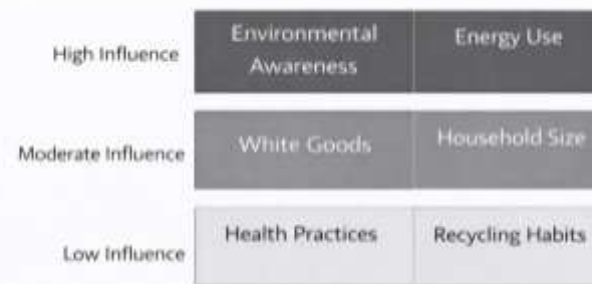 High Influence
Environmental
Awareness
Energy Use
Moderate Influence
White Goods
Household Size
Low Influence
Health Practices
Recycling Habits